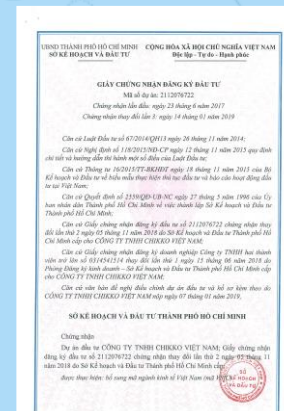 UBND THÀNH PHỐ HỒ CHÍ MINH
SỞ KẾ HOẠCH VÀ ĐẦU TƯ
CỘNG HÒA XÃ HỘI CHỦ NGHĨA VIỆT NAM
Độc lập - Tự do - Hạnh phúc
GIẤY CHỨNG NHẬN ĐĂNG KÝ ĐẦU TƯ
Mã số dự án: 2112076722
Chứng nhận lần đầu: ngày 23 tháng 6 năm 2017
Chứng nhận thay đổi lần 3: ngày 14 tháng 01 năm 2019
Căn cứ Luật Đầu tư số 67/2014/QH13 ngày 26 tháng 11 năm 2014;
Căn cứ Nghị định số 118/2015/NĐ-CP ngày 12 tháng 11 năm 2015 quy định
chi tiết và hướng dẫn thi hành một số điều của Luật Đầu tư;
Căn cứ Thông tư 16/2015/TT-BKHĐT ngày 18 tháng 11 năm 2015 của Bộ
Kế hoạch và Đầu tư về biểu mẫu thực hiện thủ tục đầu tư và báo cáo hoạt động đầu
tư tại Việt Nam;
Căn cứ Quyết định số 2559/QĐ-UB-NC ngày 27 tháng 5 năm 1998 của Ủy
ban nhân dân Thành phố Hồ Chí Minh về việc thành lập Sở Kế hoạch và Đầu tư
Thành phố Hồ Chí Minh;
Căn cứ Giấy chứng nhận đăng ký đầu tư số 2112076722 chứng nhận thay
đổi lần thứ 2 ngày 05 tháng 11 năm 2018 do Sở Kế hoạch và Đầu tư Thành phố Hồ
Chí Minh cấp cho CÔNG TY TNHH CHIKKO VIỆT NAM;
Căn cứ Giấy chứng nhận đăng ký doanh nghiệp Công ty TNHH hai thành
viên trở lên số 0314541514 thay đổi lần thứ 1 ngày 15 tháng 06 năm 2018 do
Phòng Đăng ký kinh doanh – Sở Kế hoạch và Đầu tư Thành phố Hồ Chí Minh cấp
cho CÔNG TY TNHH CHIKKO VIỆT NAM;
Căn cứ văn bản đề nghị điều chỉnh dự án đầu tư và hồ sơ kèm theo do
CÔNG TY TNHH CHIKKO VIỆT NAM nộp ngày 07 tháng 01 năm 2019,
SỞ KẾ HOẠCH VÀ ĐẦU TƯ THÀNH PHỐ HỒ CHÍ MINH
Chứng nhận
Dự án đầu tư CÔNG TY TNHH CHIKKO VIỆT NAM; Giấy chứng nhận
đăng ký đầu tư số 2112076722 chứng nhận thay đổi lần thứ 2 ngày 05 tháng 11
năm 2018 do Sở Kế hoạch và Đầu tư Thành phố Hồ Chí Minh cấp;
được thực hiện: bổ sung mã ngành kinh tế Việt Nam (mã
SỞ
KẾ HOẠCH
VÀ ĐẦU TƯ